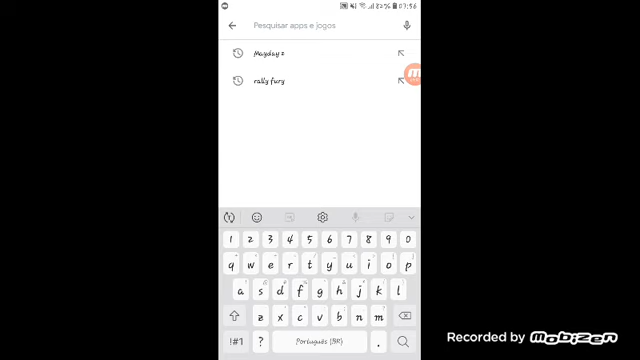 82% 07:56
Pesquisar apps e jogos
Mayday 2
rally fury
1 2 3 4 5 6 7 8 9 0
q w e r t y u i o p
a s d f g h j k l
z x c v b n m
!#1 ? Português (BR) .
Recorded by mobizen